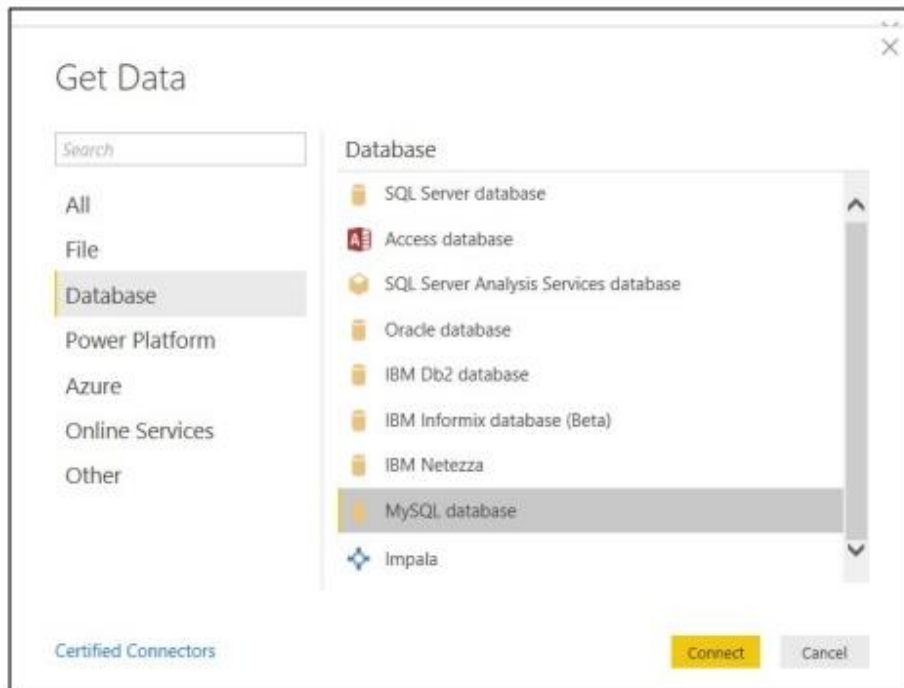 Get Data
Search
All
File
Database
Power Platform
Azure
Online Services
Other
Database
SQL Server database
Access database
SQL Server Analysis Services database
Oracle database
IBM Db2 database
IBM Informix database (Beta)
IBM Netezza
MySQL database
Impala
Certified Connectors
Connect
Cancel